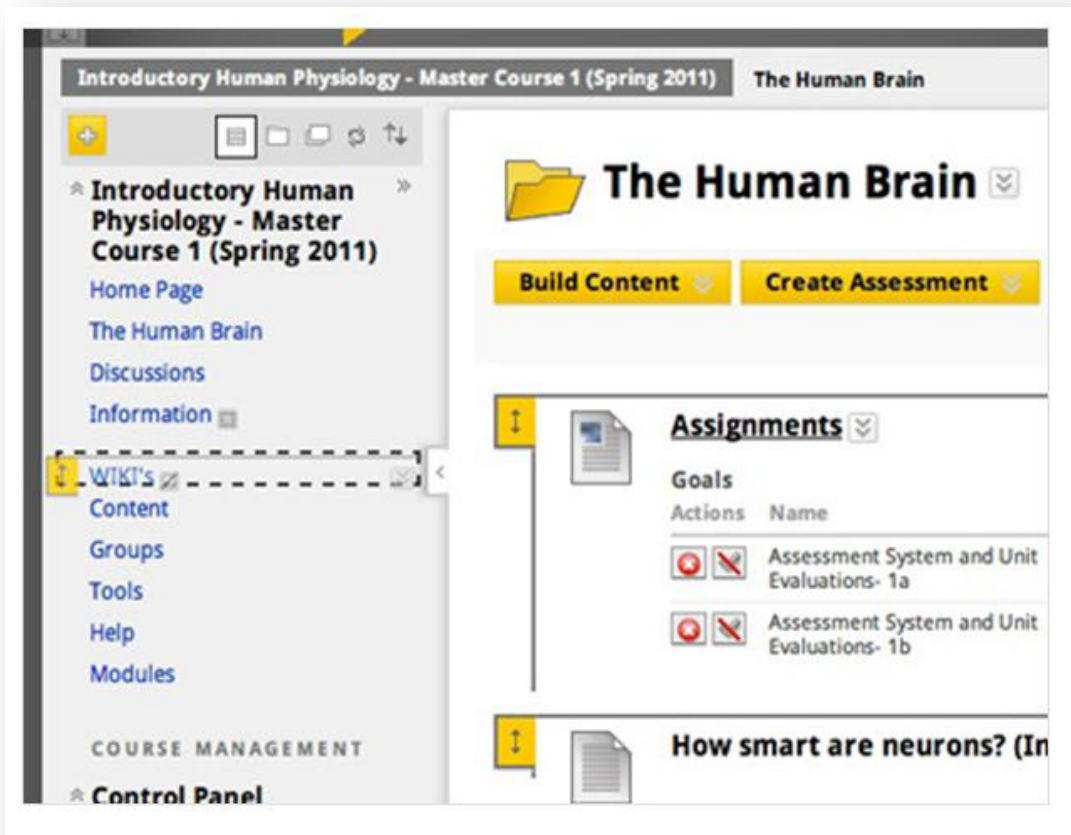 Introductory Human Physiology - Master Course 1 (Spring 2011)
The Human Brain
Introductory Human
Physiology - Master
Course 1 (Spring 2011)
Home Page
The Human Brain
Discussions
Information
WIKI's
Content
Groups
Tools
Help
Modules
COURSE MANAGEMENT
Control Panel
The Human Brain
Build Content
Create Assessment
Assignments
Goals
Actions Name
Assessment System and Unit
Evaluations- 1a
Assessment System and Unit
Evaluations- 1b
How smart are neurons? (In